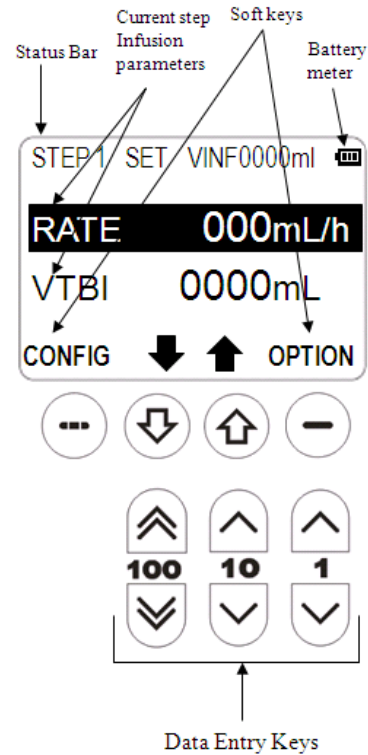 Current step
Infusion
parameters
Soft keys
Status Bar
Battery
meter
STEP 1 SET VINF0000ml
RATE 000mL/h
VTBI 0000mL
CONFIG OPTION
100 10 1
Data Entry Keys